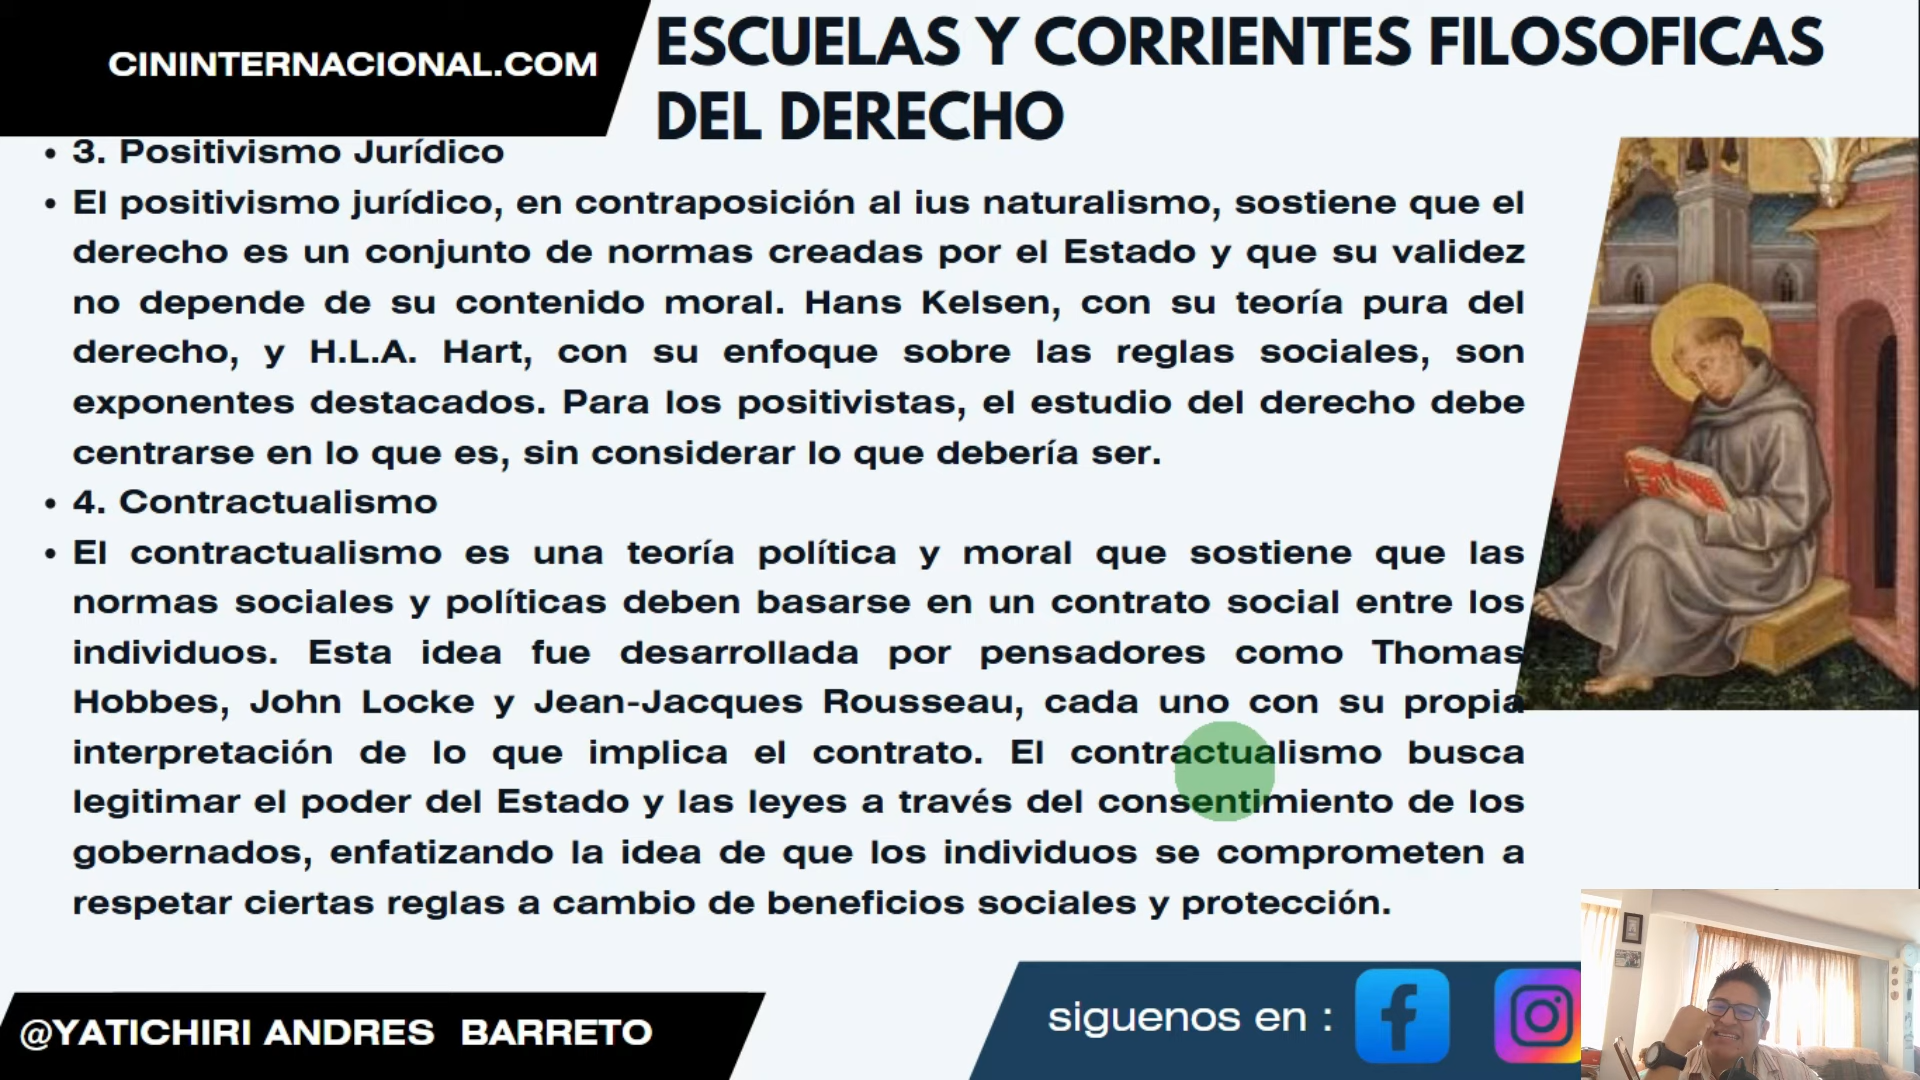 CININTERNACIONAL.COM
ESCUELAS Y CORRIENTES FILOSOFICAS
DEL DERECHO
• 3. Positivismo Jurídico
• El positivismo jurídico, en contraposición al ius naturalismo, sostiene que el
derecho es un conjunto de normas creadas por el Estado y que su validez
no depende de su contenido moral. Hans Kelsen, con su teoría pura del
derecho, y H.L.A. Hart, con su enfoque sobre las reglas sociales, son
exponentes destacados. Para los positivistas, el estudio del derecho debe
centrarse en lo que es, sin considerar lo que debería ser.
• 4. Contractualismo
• El contractualismo es una teoría política y moral que sostiene que las
normas sociales y políticas deben basarse en un contrato social entre los
individuos. Esta idea fue desarrollada por pensadores como Thomas
Hobbes, John Locke y Jean-Jacques Rousseau, cada uno con su propia
interpretación de lo que implica el contrato. El contractualismo busca
legitimar el poder del Estado y las leyes a través del consentimiento de los
gobernados, enfatizando la idea de que los individuos se comprometen a
respetar ciertas reglas a cambio de beneficios sociales y protección.
siguenos en :
@YATICHIRI ANDRES BARRETO